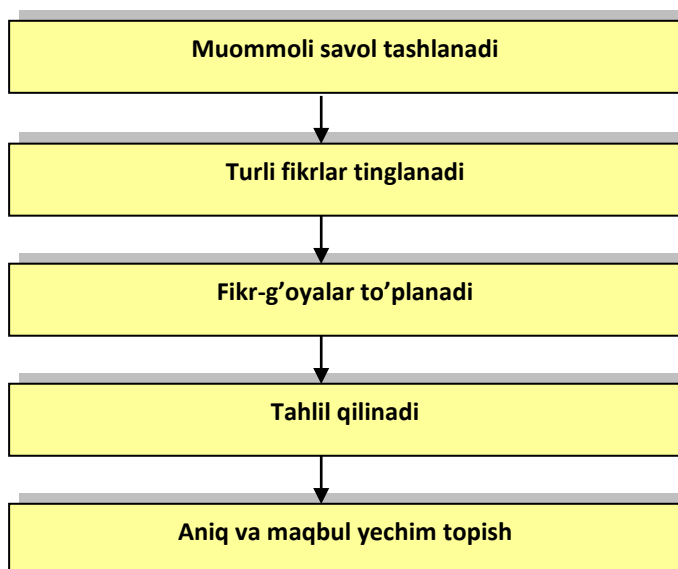 Muommoli savol tashlanadi
Turli fikrlar tinglanadi
Fikr-g’oyalar to’planadi
Tahlil qilinadi
Aniq va maqbul yechim topish